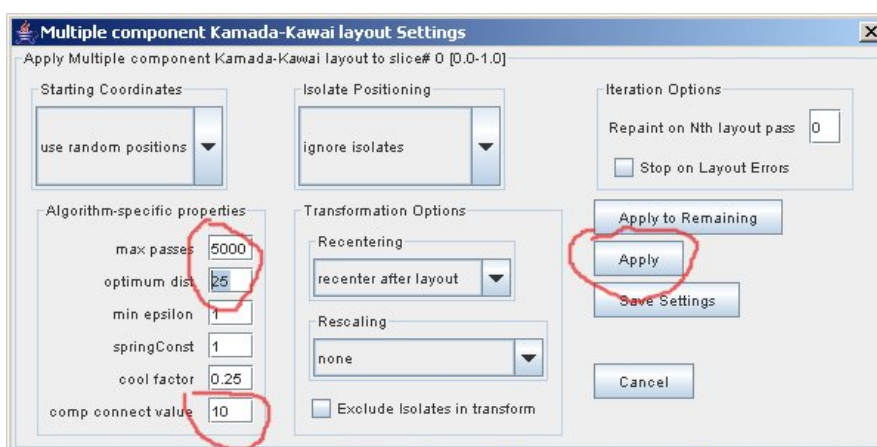 Multiple component Kamada-Kawai layout Settings
Apply Multiple component Kamada-Kawai layout to slice# 0 [0.0-1.0]
Starting Coordinates
use random positions
Isolate Positioning
ignore isolates
Iteration Options
Repaint on Nth layout pass 0
Stop on Layout Errors
Algorithm-specific properties
max passes 5000
optimum dist 25
min epsilon 1
springConst 1
cool factor 0.25
comp connect value 10
Transformation Options
Recentering
recenter after layout
Rescaling
none
Exclude Isolates in transform
Apply to Remaining
Apply
Save Settings
Cancel